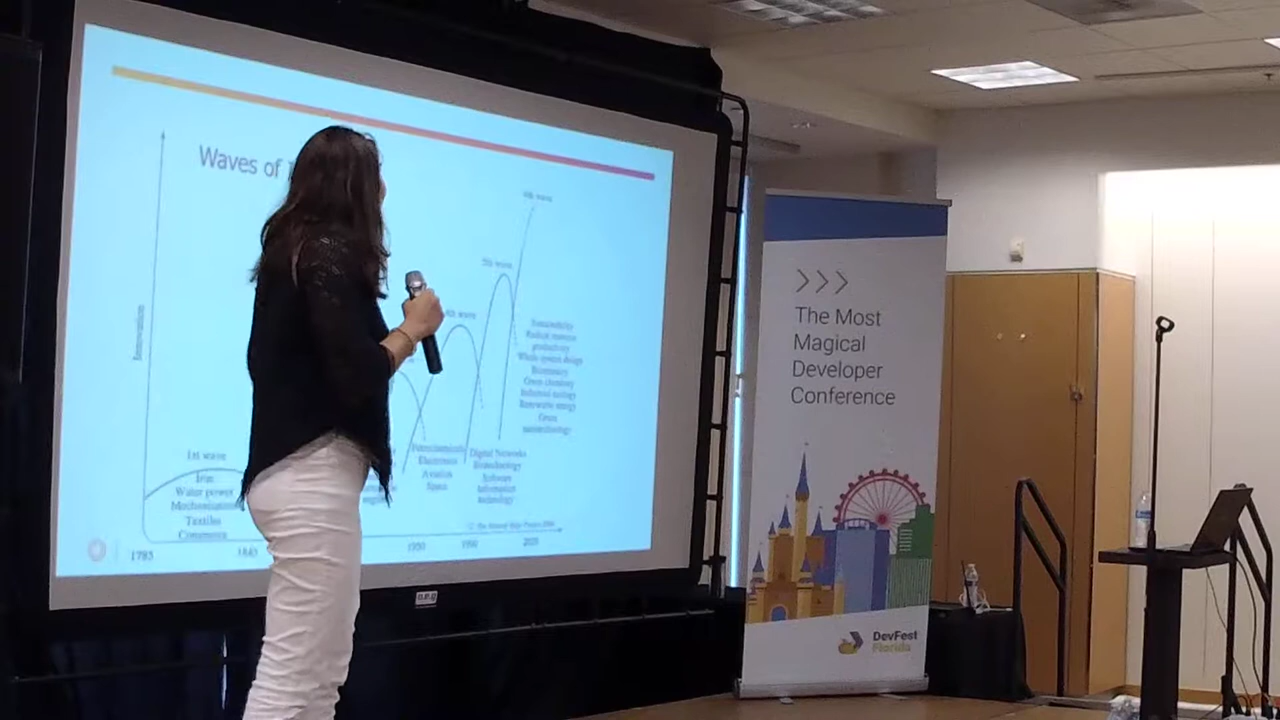 Waves of
6th wave
5th wave
4th wave
Innovation
Sustainability
Radical resource
productivity
Whole system design
Biomimicry
Green chemistry
Industrial ecology
Renewable energy
Green
nanotechnology
1st wave
Iron
Water power
Mechanisation
Textiles
Commerce
Petrochemicals
Electronics
Aviation
Space
Digital Networks
Biotechnology
Software
Information
technology
1785
1845
1950
1990
2020
The Most
Magical
Developer
Conference
DevFest
Florida